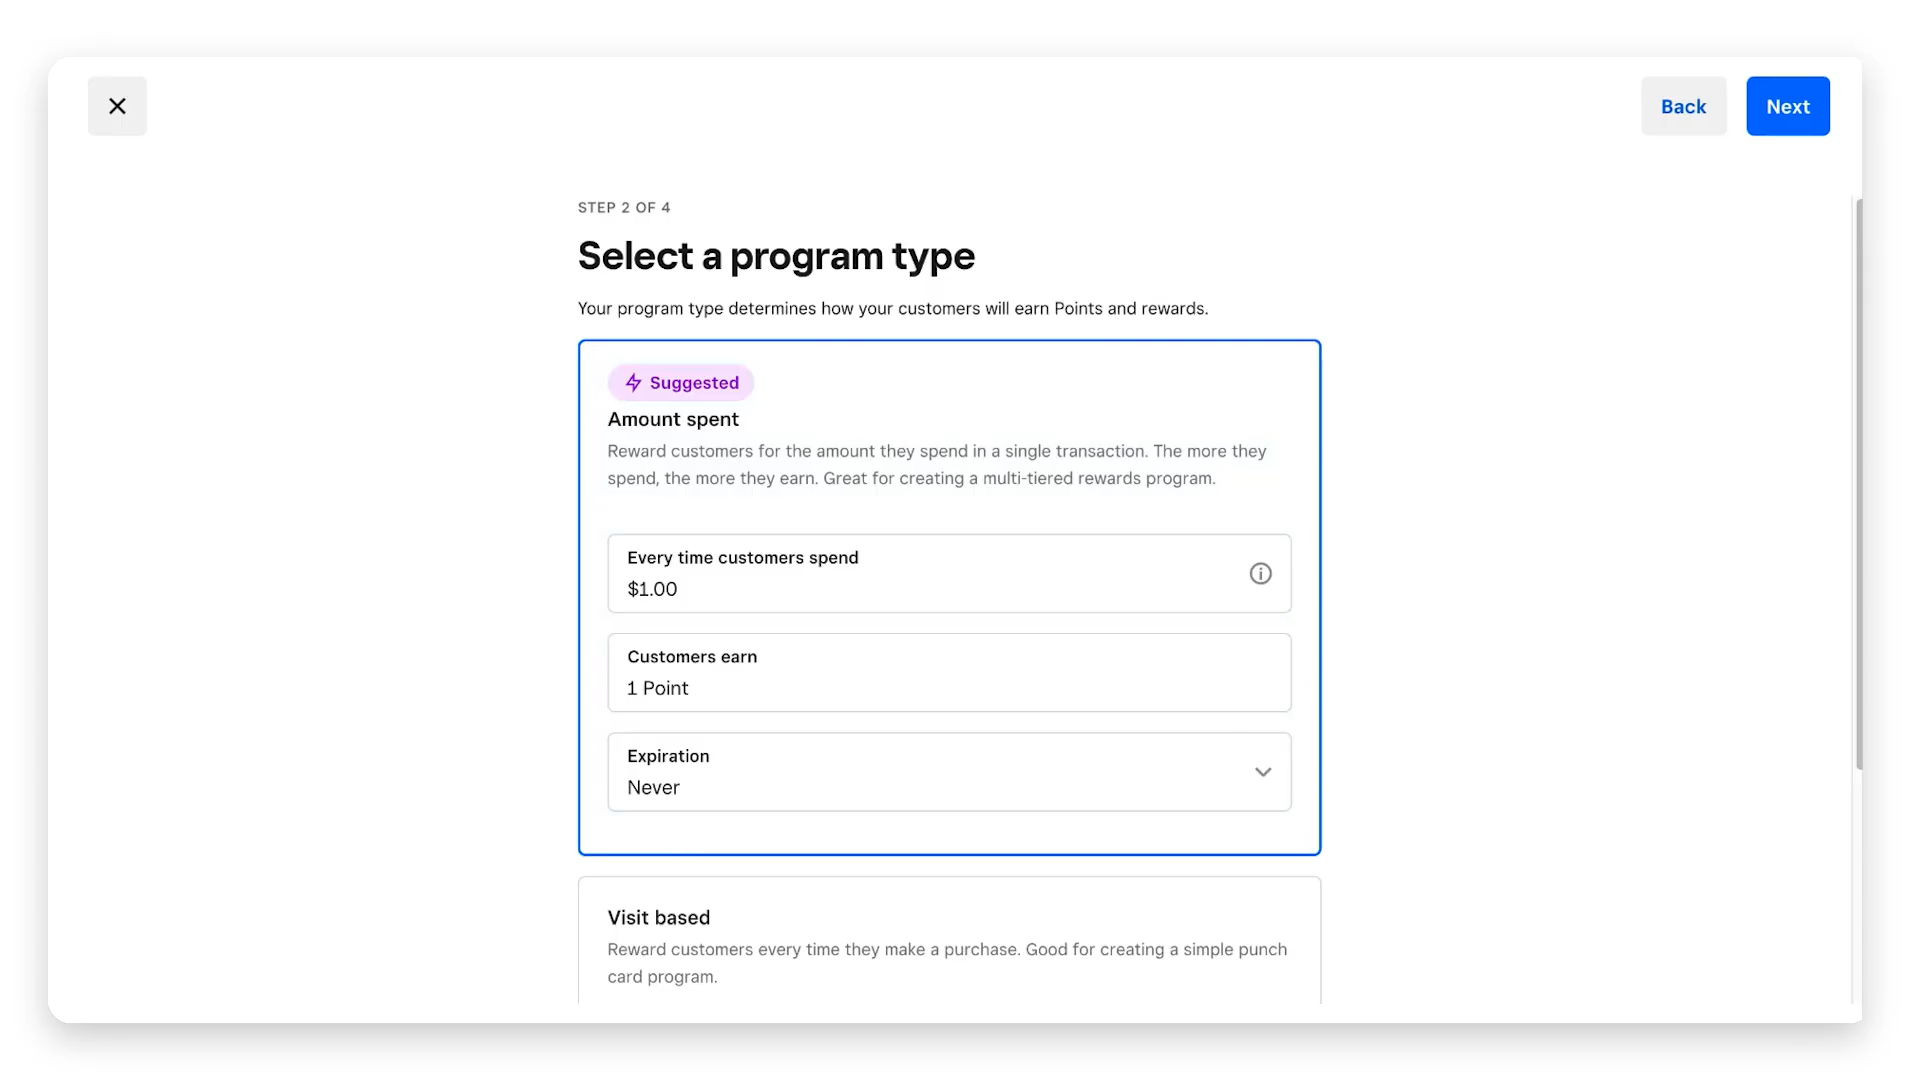 Back
Next
STEP 2 OF 4
Select a program type
Your program type determines how your customers will earn Points and rewards.
Suggested
Amount spent
Reward customers for the amount they spend in a single transaction. The more they
spend, the more they earn. Great for creating a multi-tiered rewards program.
Every time customers spend
$1.00
Customers earn
1 Point
Expiration
Never
Visit based
Reward customers every time they make a purchase. Good for creating a simple punch
card program.